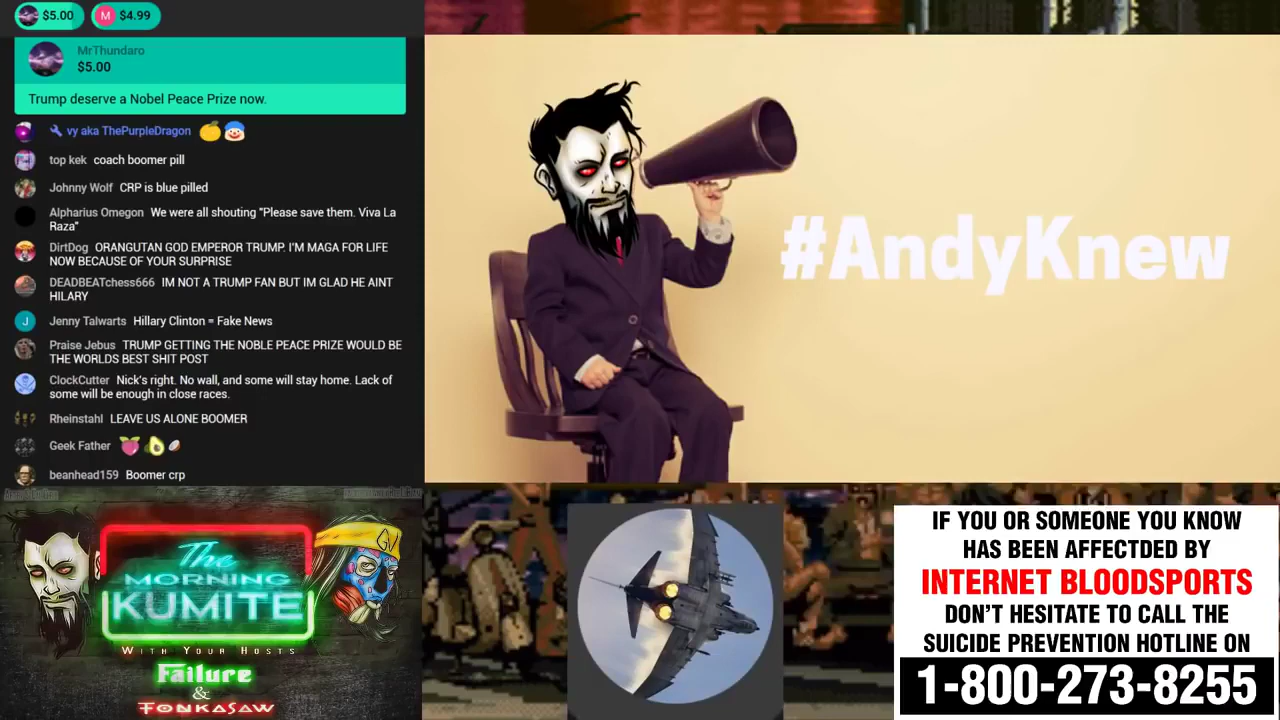 $5.00
M $4.99
MrThundaro
$5.00
Trump deserve a Nobel Peace Prize now.
vy aka ThePurpleDragon
top kek coach boomer pill
Johnny Wolf CRP is blue pilled
Alpharius Omegon We were all shouting "Please save them. Viva La
Raza"
DirtDog ORANGUTAN GOD EMPEROR TRUMP. I'M MAGA FOR LIFE
NOW BECAUSE OF YOUR SURPRISE
DEADBEATchess666 IM NOT A TRUMP FAN BUT IM GLAD HE AINT
HILARY
J Jenny Talwarts Hillary Clinton = Fake News
Praise Jebus TRUMP GETTING THE NOBLE PEACE PRIZE WOULD BE
THE WORLDS BEST SHIT POST
ClockCutter Nick's right. No wall, and some will stay home. Lack of
some will be enough in close races.
Rheinstahl LEAVE US ALONE BOOMER
Geek Father
beanhead159 Boomer crp
#AndyKnew
The
MORNING
KUMITE
WITH YOUR HOSTS
Failure
&
TONKASAW
IF YOU OR SOMEONE YOU KNOW
HAS BEEN AFFECTDED BY
INTERNET BLOODSPORTS
DON'T HESITATE TO CALL THE
SUICIDE PREVENTION HOTLINE ON
1-800-273-8255